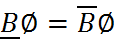 B̲∅ = B̅∅